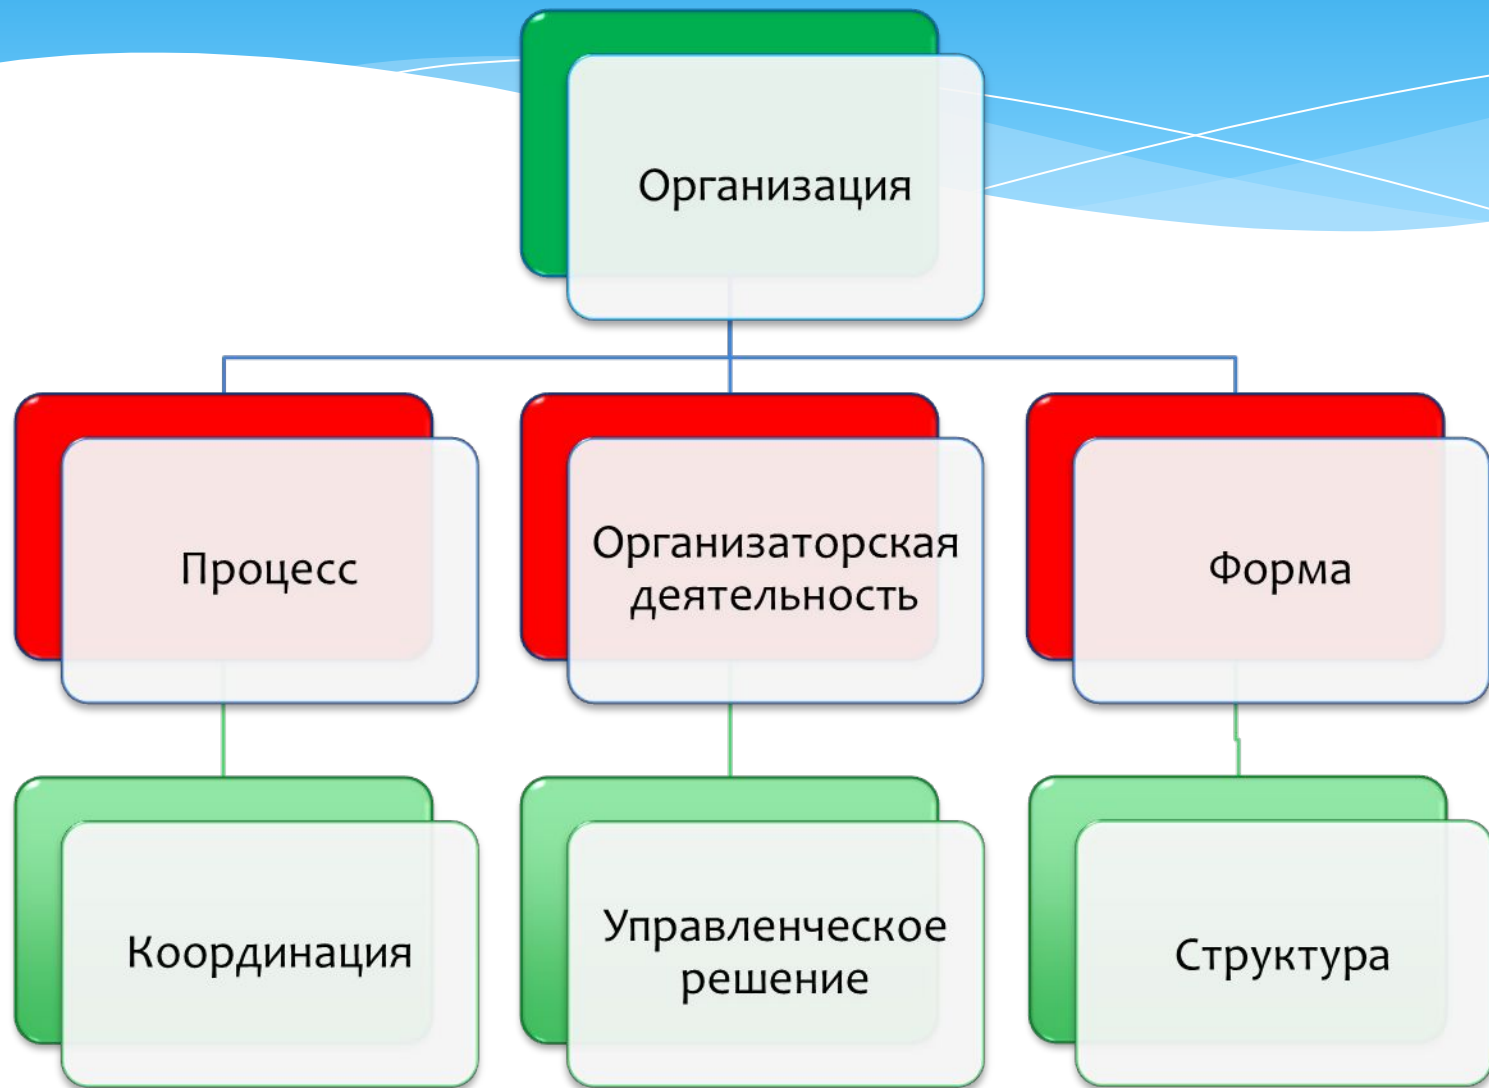 Организация
Процесс
Организаторская
деятельность
Форма
Координация
Управленческое
решение
Структура